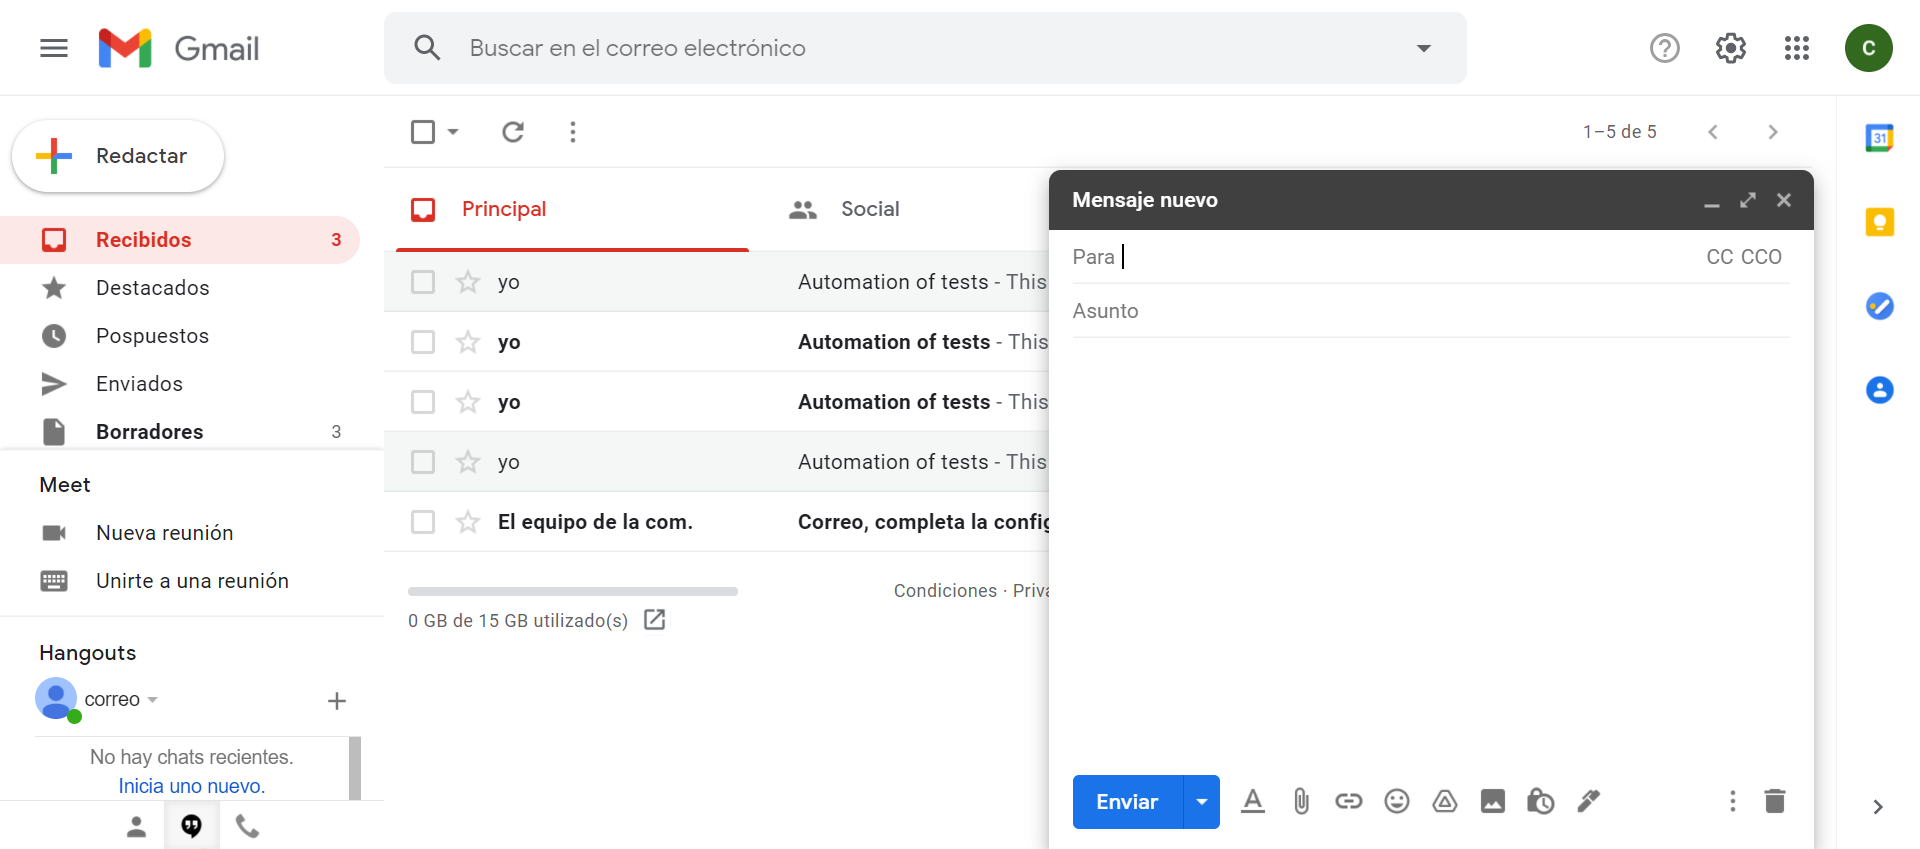 Gmail
Buscar en el correo electrónico
C
Redactar
1–5 de 5
31
Recibidos 3
Destacados
Pospuestos
Enviados
Borradores 3
Meet
Nueva reunión
Unirte a una reunión
Hangouts
correo
No hay chats recientes.
Inicia uno nuevo.
Principal
Social
yo Automation of tests - This
yo Automation of tests - This
yo Automation of tests - This
yo Automation of tests - This
El equipo de la com. Correo, completa la config
0 GB de 15 GB utilizado(s)
Condiciones · Priva
Mensaje nuevo
Para CC CCO
Asunto
Enviar